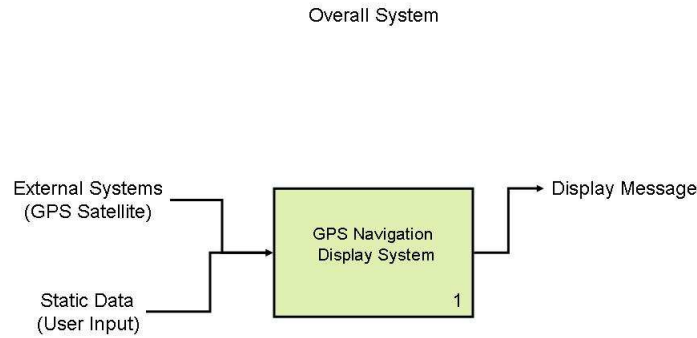 Overall System
External Systems
(GPS Satellite)
GPS Navigation
Display System
1
Display Message
Static Data
(User Input)